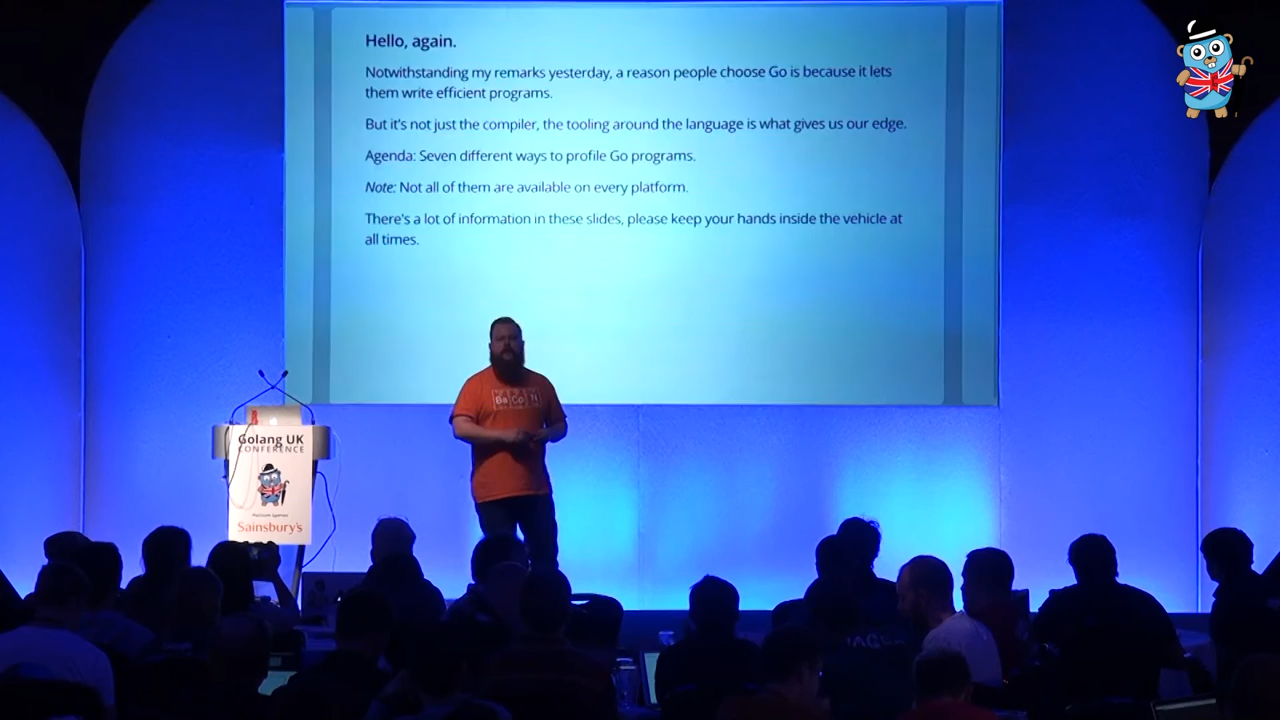 Hello, again.
Notwithstanding my remarks yesterday, a reason people choose Go is because it lets
them write efficient programs.
But it's not just the compiler, the tooling around the language is what gives us our edge.
Agenda: Seven different ways to profile Go programs.
Note: Not all of them are available on every platform.
There's a lot of information in these slides, please keep your hands inside the vehicle at
all times.
Ba Co N
Golang UK
CONFERENCE
Sainsbury's